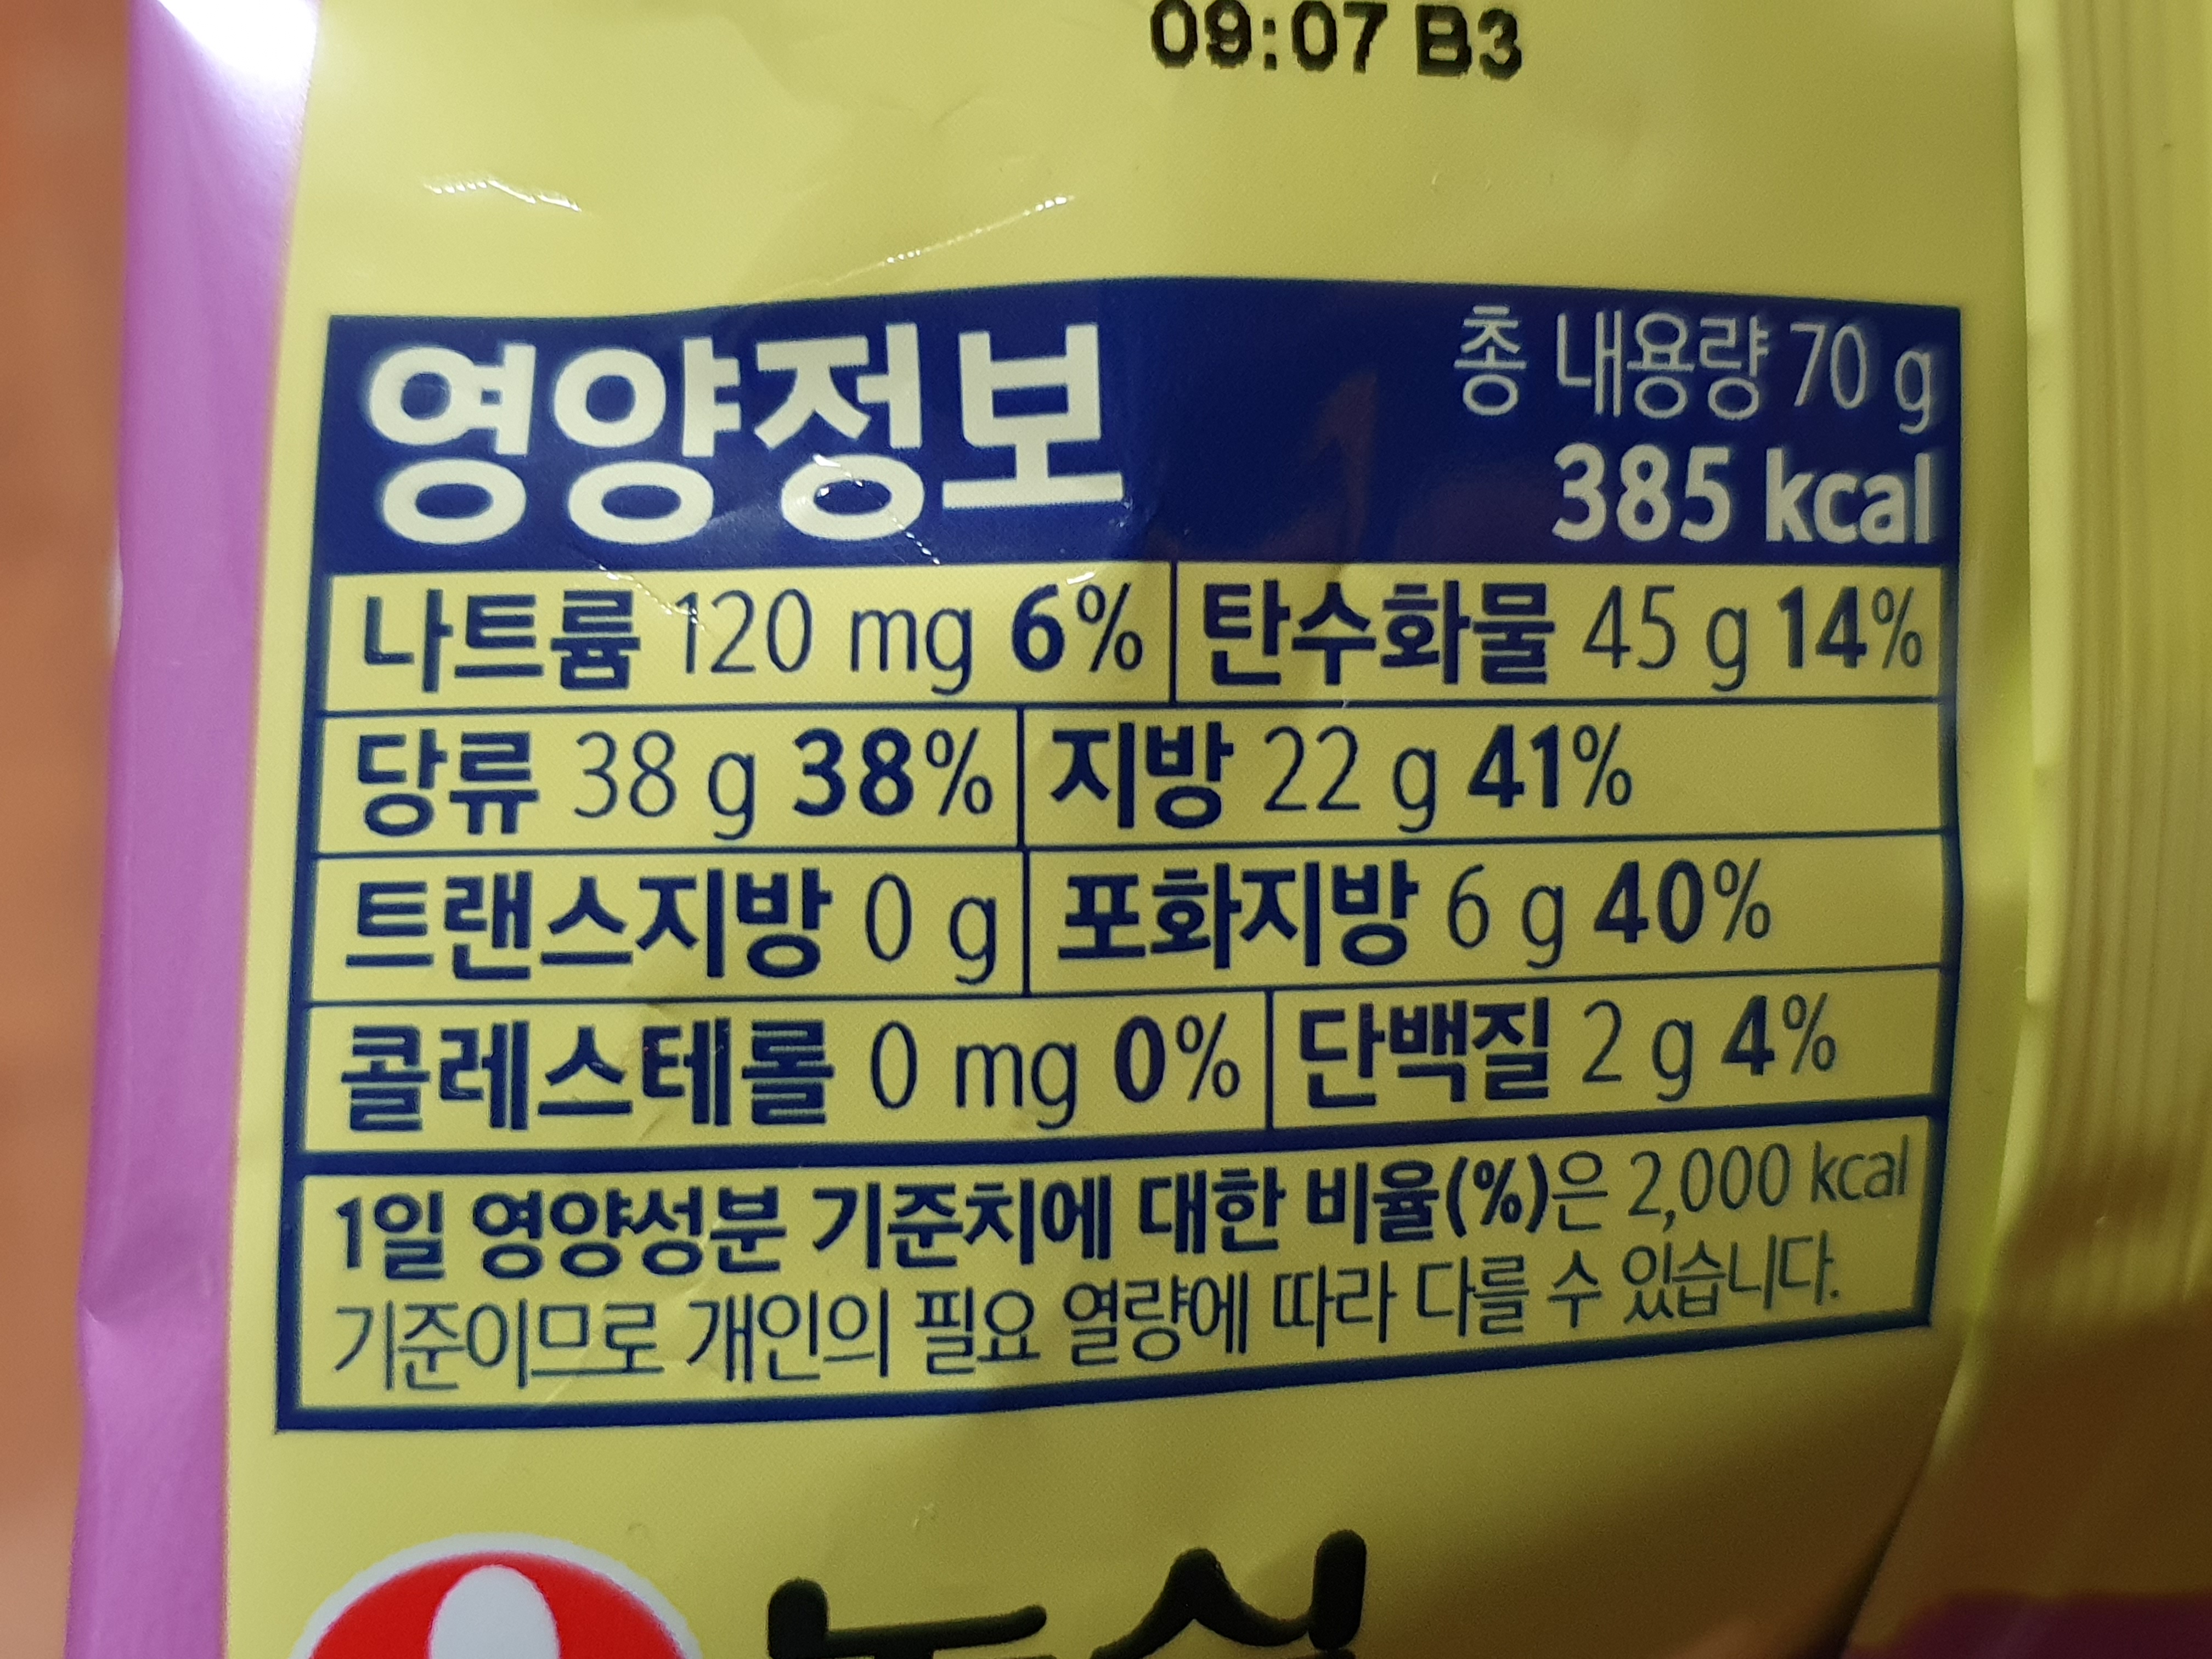 09:07 B3
영양정보
총 내용량 70 g
385 kcal
나트륨 120 mg 6% 탄수화물 45 g 14%
당류 38 g 38% 지방 22 g 41%
트랜스지방 0 g 포화지방 6 g 40%
콜레스테롤 0 mg 0% 단백질 2 g 4%
1일 영양성분 기준치에 대한 비율(%)은 2,000 kcal
기준이므로 개인의 필요 열량에 따라 다를 수 있습니다.